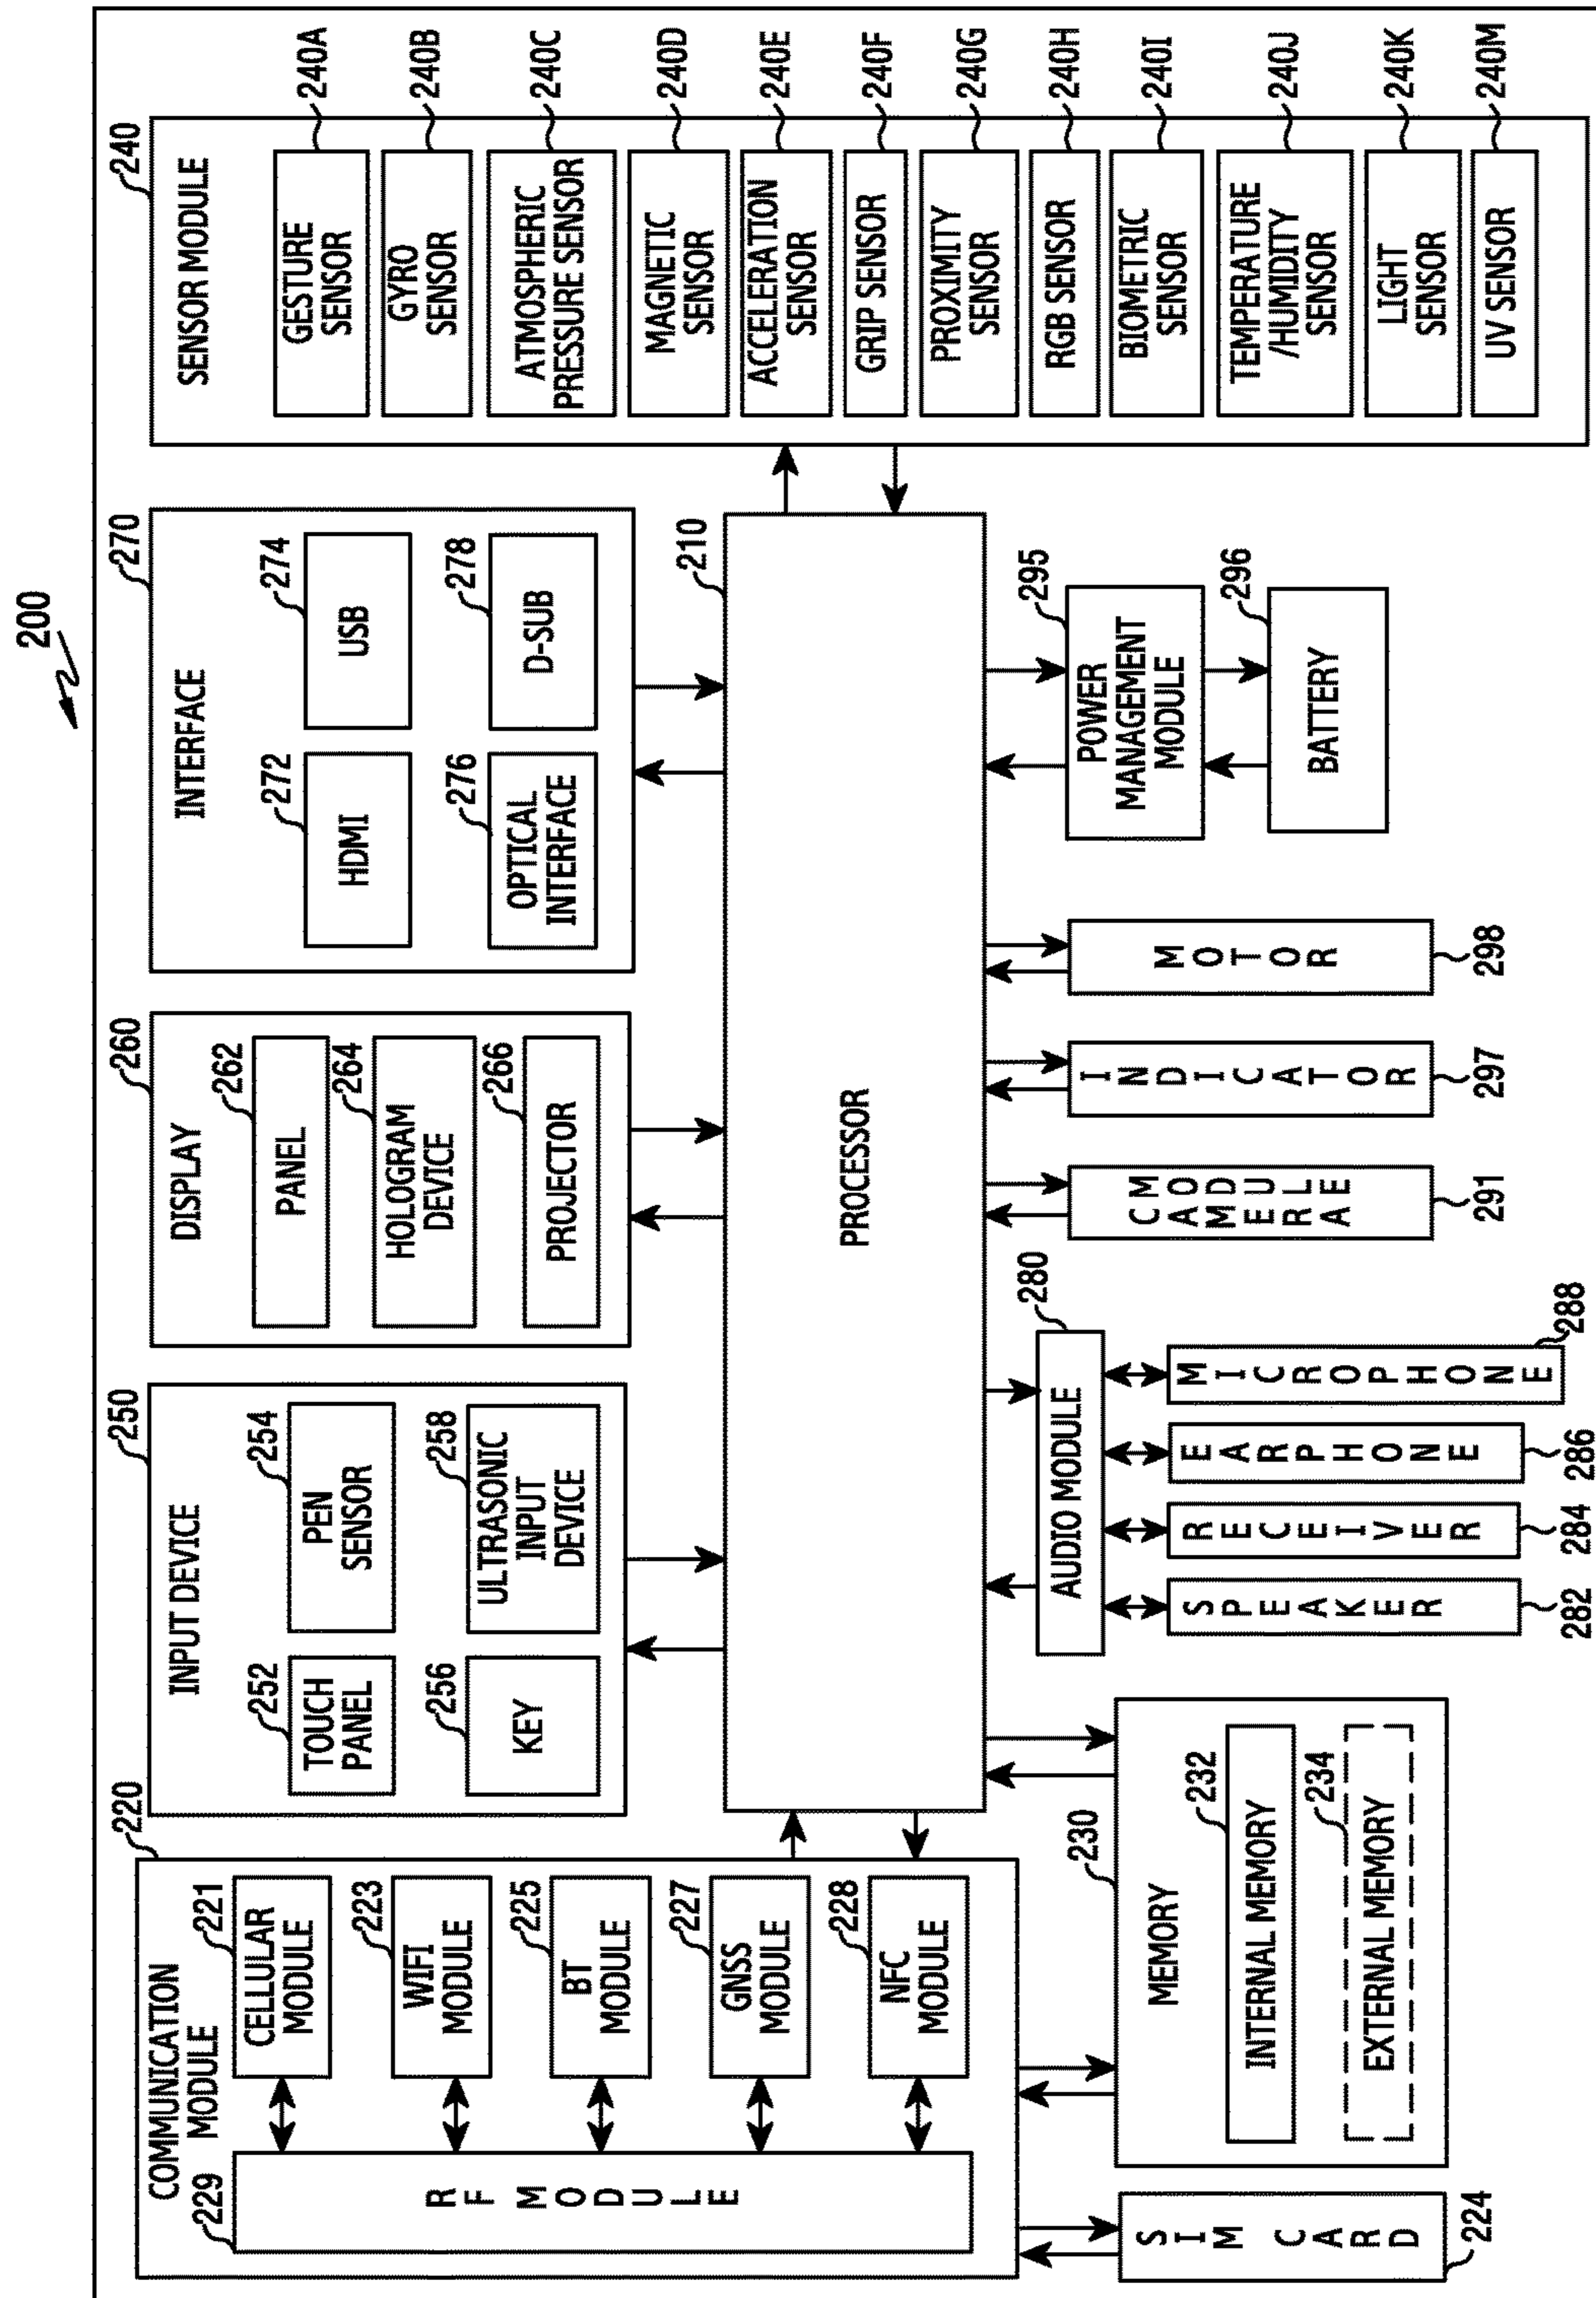 200
COMMUNICATION
MODULE
220
229
RF MODULE
221
CELLULAR
MODULE
223
WIFI
MODULE
225
BT
MODULE
227
GNSS
MODULE
228
NFC
MODULE
INPUT DEVICE
250
252
TOUCH
PANEL
254
PEN
SENSOR
256
KEY
258
ULTRASONIC
INPUT
DEVICE
DISPLAY
260
PANEL
262
HOLOGRAM
DEVICE
264
PROJECTOR
266
INTERFACE
270
272
HDMI
274
USB
276
OPTICAL
INTERFACE
278
D-SUB
SENSOR MODULE
240
GESTURE
SENSOR
240A
GYRO
SENSOR
240B
ATMOSPHERIC
PRESSURE SENSOR
240C
MAGNETIC
SENSOR
240D
ACCELERATION
SENSOR
240E
GRIP SENSOR
240F
PROXIMITY
SENSOR
240G
RGB SENSOR
240H
BIOMETRIC
SENSOR
240I
TEMPERATURE
/HUMIDITY
SENSOR
240J
LIGHT
SENSOR
240K
UV SENSOR
240M
PROCESSOR
210
SIM CARD
224
MEMORY
230
INTERNAL MEMORY
232
EXTERNAL MEMORY
234
AUDIO MODULE
280
SPEAKER
282
RECEIVER
284
EARPHONE
286
MICROPHONE
288
CAMERA
MODULE
291
INDICATOR
297
MOTOR
298
POWER
MANAGEMENT
MODULE
295
BATTERY
296